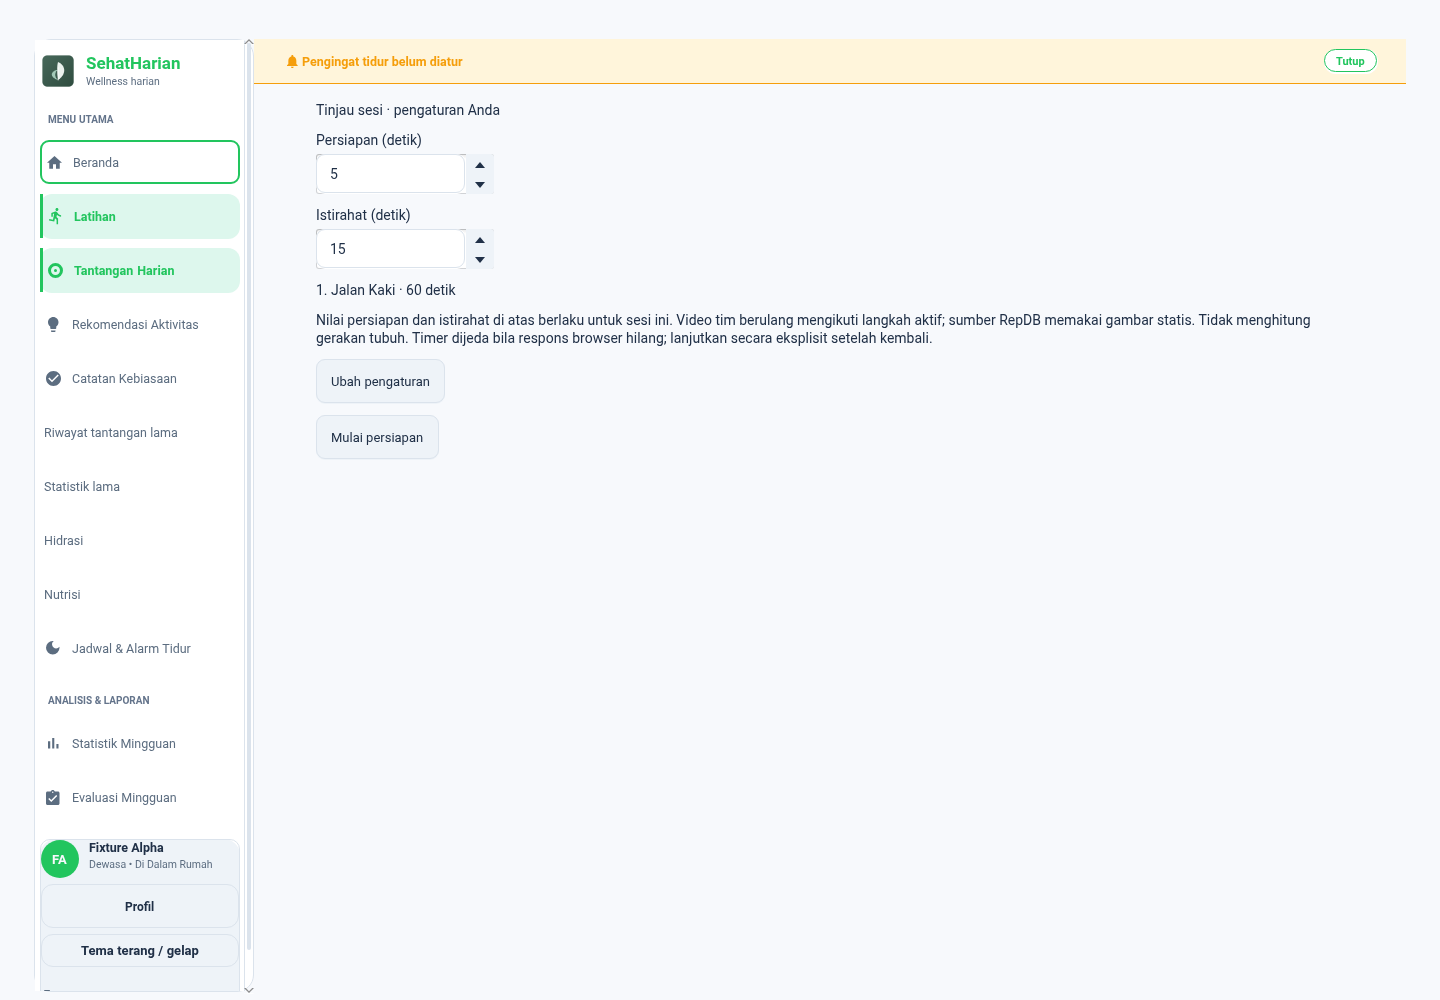 SehatHarian
Wellness harian
MENU UTAMA
Beranda
Latihan
Tantangan Harian
Rekomendasi Aktivitas
Catatan Kebiasaan
Riwayat tantangan lama
Statistik lama
Hidrasi
Nutrisi
Jadwal & Alarm Tidur
ANALISIS & LAPORAN
Statistik Mingguan
Evaluasi Mingguan
FA
Fixture Alpha
Dewasa • Di Dalam Rumah
Profil
Tema terang / gelap
Pengingat tidur belum diatur
Tutup
Tinjau sesi · pengaturan Anda
Persiapan (detik)
5
Istirahat (detik)
15
1. Jalan Kaki · 60 detik
Nilai persiapan dan istirahat di atas berlaku untuk sesi ini. Video tim berulang mengikuti langkah aktif; sumber RepDB memakai gambar statis. Tidak menghitung
gerakan tubuh. Timer dijeda bila respons browser hilang; lanjutkan secara eksplisit setelah kembali.
Ubah pengaturan
Mulai persiapan